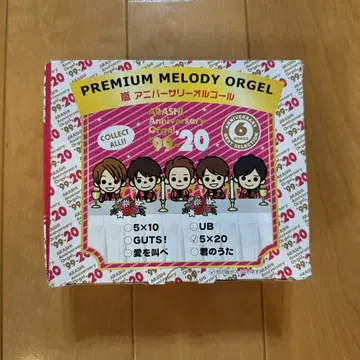 PREMIUM MELODY ORGEL
嵐 アニバーサリーオルゴール
COLLECT ALL!!
ARASHI
Anniversary
Orgel
'99-20
6
SONGS
5×10
UB
GUTS!
5×20
愛を叫べ
君のうた